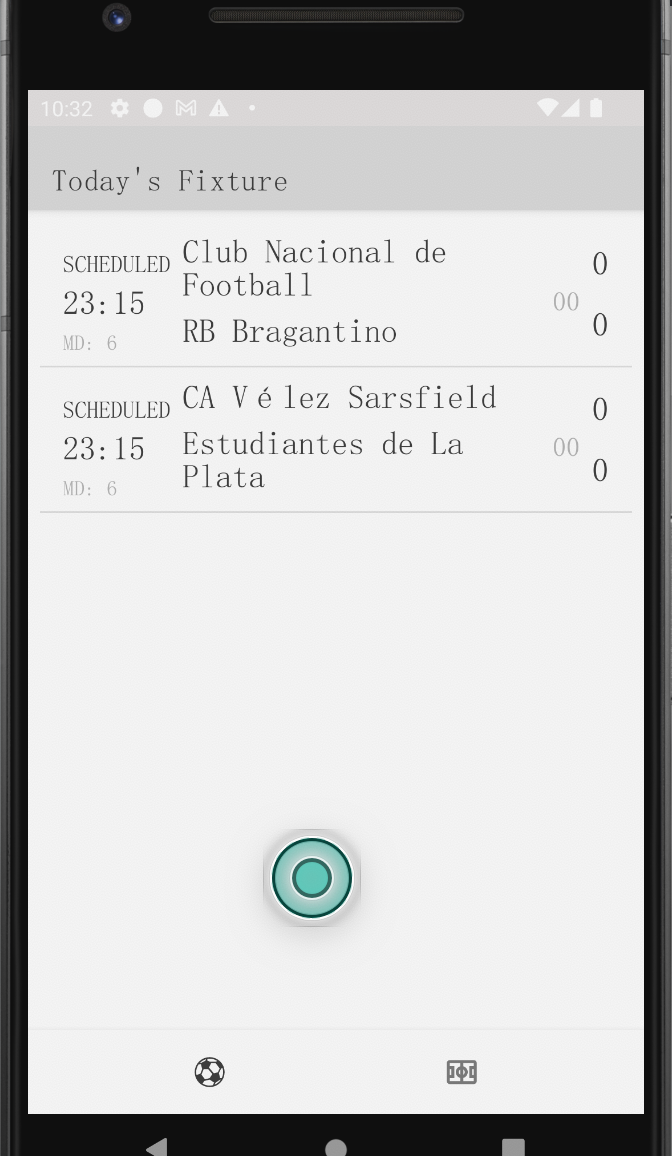 10:32
Today's Fixture
SCHEDULED
23:15
MD: 6
Club Nacional de
Football
RB Bragantino
00
0
0
SCHEDULED
23:15
MD: 6
CA Vélez Sarsfield
Estudiantes de La
Plata
00
0
0